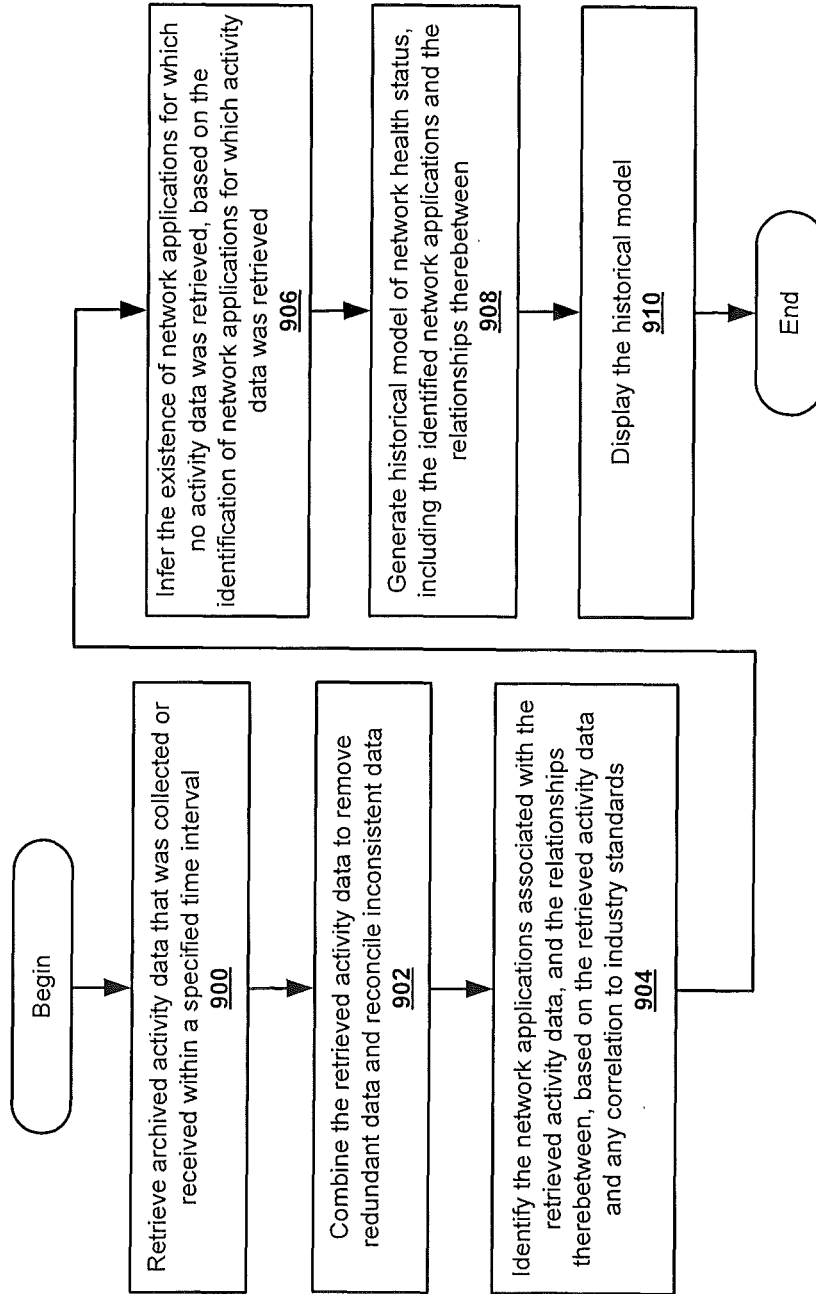 Begin
Retrieve archived activity data that was collected or
received within a specified time interval
900
Combine the retrieved activity data to remove
redundant data and reconcile inconsistent data
902
Identify the network applications associated with the
retrieved activity data, and the relationships
therebetween, based on the retrieved activity data
and any correlation to industry standards
904
Infer the existence of network applications for which
no activity data was retrieved, based on the
identification of network applications for which activity
data was retrieved
906
Generate historical model of network health status,
including the identified network applications and the
relationships therebetween
908
Display the historical model
910
End